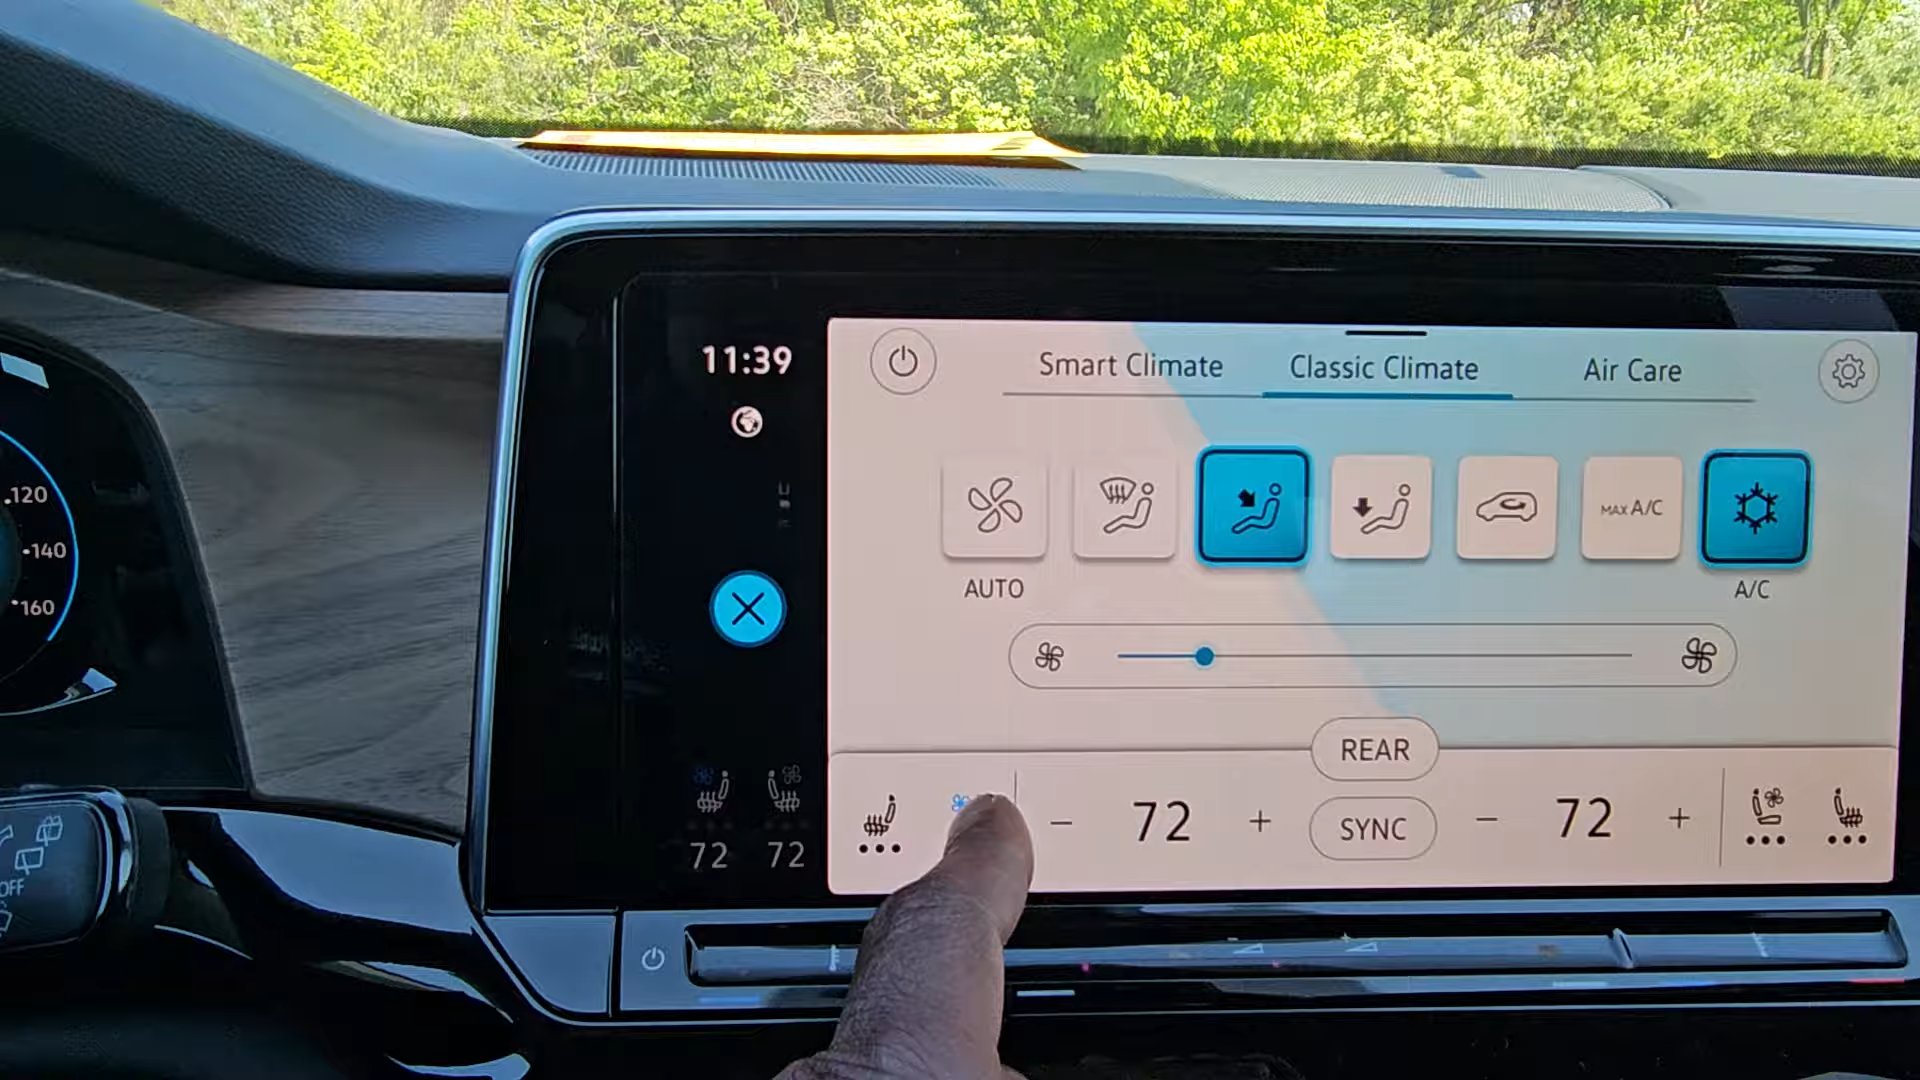 11:39
Smart Climate
Classic Climate
Air Care
MAX A/C
AUTO
A/C
REAR
72
SYNC
72
72 72
120
140
160
OFF